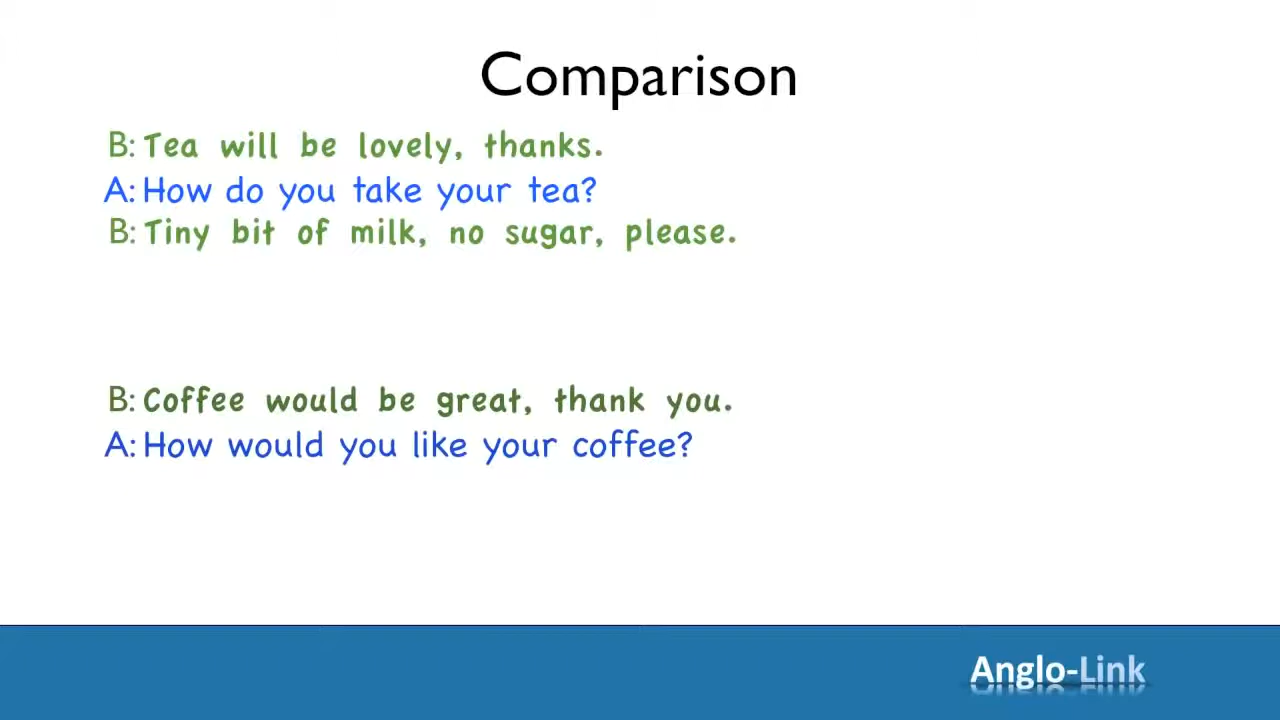 Comparison
B: Tea will be lovely, thanks.
A: How do you take your tea?
B: Tiny bit of milk, no sugar, please.
B: Coffee would be great, thank you.
A: How would you like your coffee?
Anglo-Link